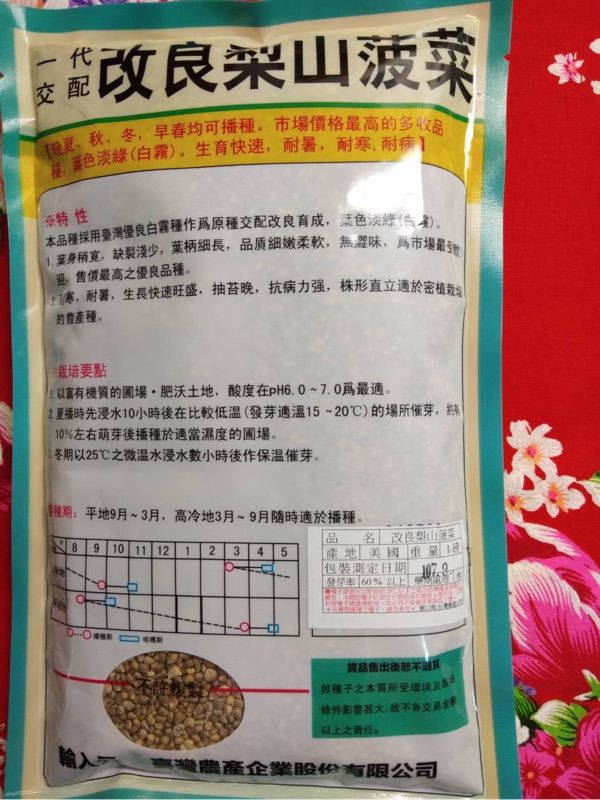 一代
交配 改良梨山菠菜
【晚夏、秋、冬，早春均可播種。市場價格最高的多收品
種，葉色淡綠(白霧)。生育快速，耐暑，耐寒,耐病】
※特 性
本品種採用臺灣優良白霧種作爲原種交配改良育成，葉色淡綠(白霧)。
1. 葉身稍寬，缺裂淺少，葉柄細長，品質細嫩柔軟，無澀味，爲市場最受歡
迎，售價最高之優良品種。
2. 耐寒，耐暑，生長快速旺盛，抽苔晚，抗病力强，株形直立適於密植栽培
的豐產種。
栽培要點
1. 以富有機質的圃場・肥沃土地，酸度在pH6.0～7.0爲最適。
2. 夏播時先浸水10小時後在比較低温(發芽適溫15～20℃)的場所催芽，約有
10%左右萌芽後播種於適當濕度的圃場。
冬期以25℃之微温水浸水數小時後作保温催芽。
播種期：平地9月～3月，高冷地3月～9月隨時適於播種。
品 名 改良梨山菠菜
產 地 美 國 重 量 1磅
包裝測定日期 107.9
發芽率 60%以上
8 9 10 11 12 1 2 3 4 5
播種期 收穫期
不許複製
貨品售出後恕不退貨
因種子之本質所受環境及栽培
條件影響甚大,故不負交易金額
以上之責任。
輸入 臺灣農產企業股份有限公司